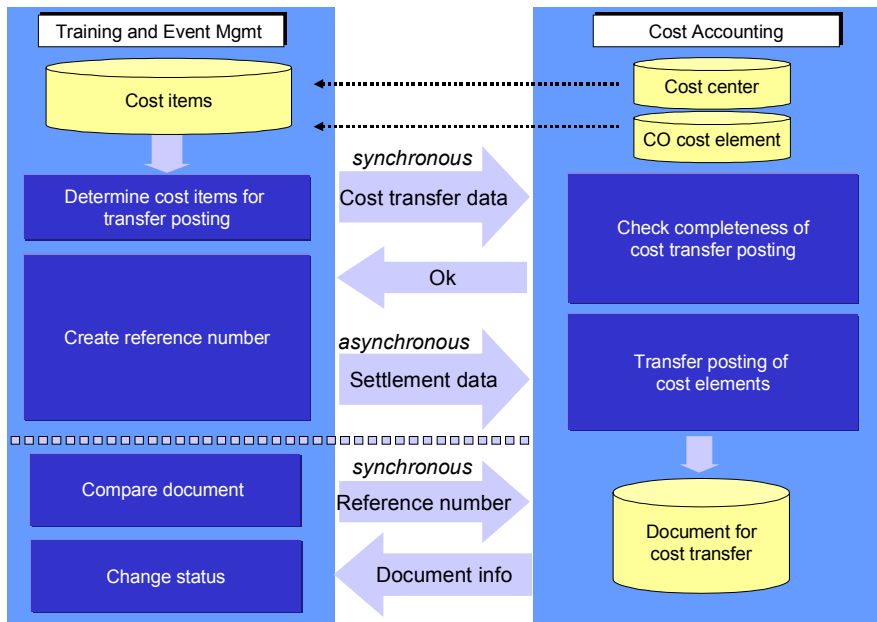 Training and Event Mgmt
Cost Accounting
Cost items
Cost center
CO cost element
synchronous
Cost transfer data
Determine cost items for
transfer posting
Check completeness of
cost transfer posting
Ok
Create reference number
asynchronous
Settlement data
Transfer posting of
cost elements
synchronous
Reference number
Compare document
Document for
cost transfer
Document info
Change status